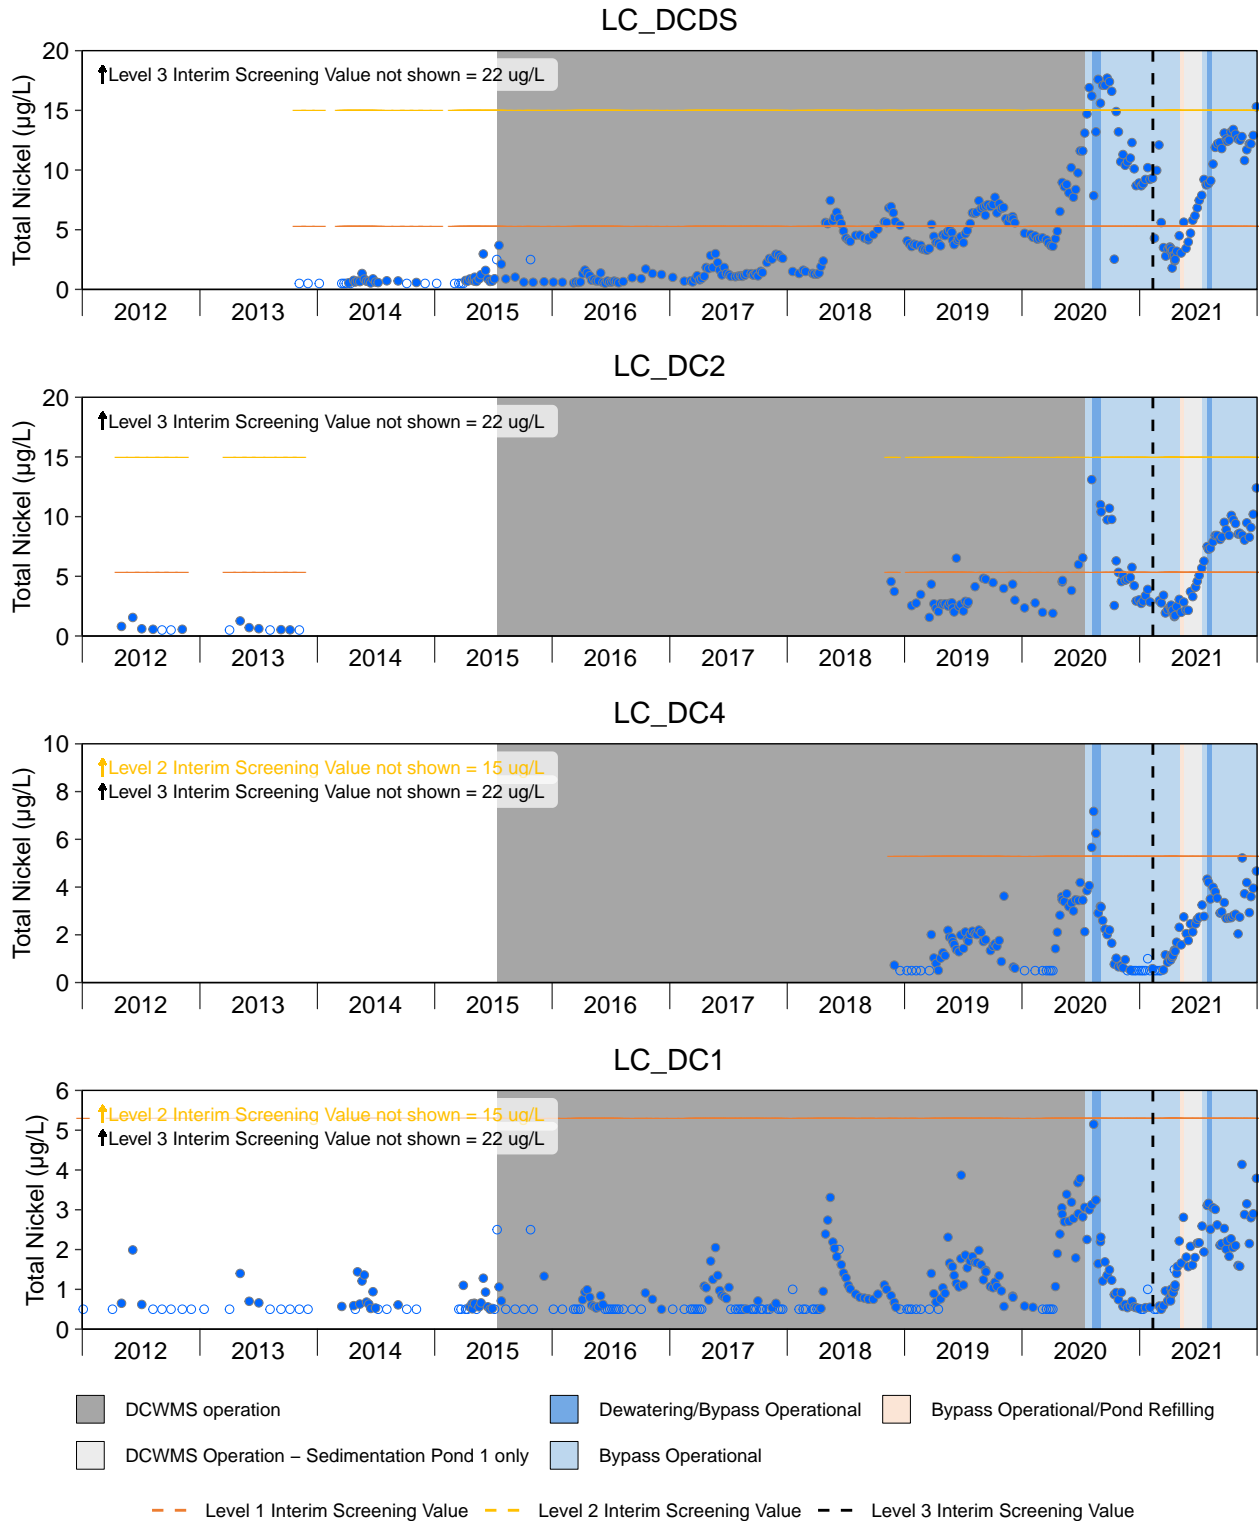 LC_DCDS
Total Nickel (µg/L)
20
15
10
5
0
Level 3 Interim Screening Value not shown = 22 ug/L
2012 2013 2014 2015 2016 2017 2018 2019 2020 2021
LC_DC2
Total Nickel (µg/L)
20
15
10
5
0
Level 3 Interim Screening Value not shown = 22 ug/L
2012 2013 2014 2015 2016 2017 2018 2019 2020 2021
LC_DC4
Total Nickel (µg/L)
10
8
6
4
2
0
Level 2 Interim Screening Value not shown = 15 ug/L
Level 3 Interim Screening Value not shown = 22 ug/L
2012 2013 2014 2015 2016 2017 2018 2019 2020 2021
LC_DC1
Total Nickel (µg/L)
6
5
4
3
2
1
0
Level 2 Interim Screening Value not shown = 15 ug/L
Level 3 Interim Screening Value not shown = 22 ug/L
2012 2013 2014 2015 2016 2017 2018 2019 2020 2021
DCWMS operation
Dewatering/Bypass Operational
Bypass Operational/Pond Refilling
DCWMS Operation − Sedimentation Pond 1 only
Bypass Operational
Level 1 Interim Screening Value
Level 2 Interim Screening Value
Level 3 Interim Screening Value